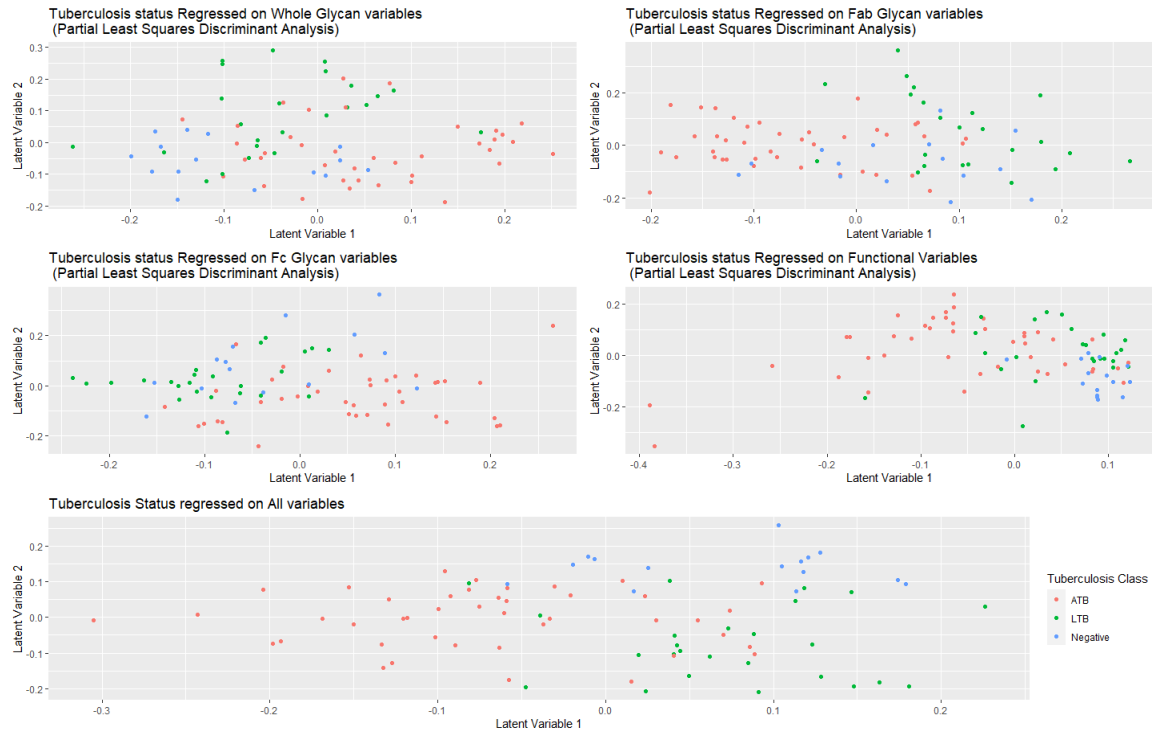 Tuberculosis status Regressed on Whole Glycan variables
(Partial Least Squares Discriminant Analysis)
Latent Variable 2
0.3
0.2
0.1
0.0
-0.1
-0.2
-0.2 -0.1 0.0 0.1 0.2
Latent Variable 1
Tuberculosis status Regressed on Fab Glycan variables
(Partial Least Squares Discriminant Analysis)
Latent Variable 2
0.2
0.0
-0.2
-0.2 -0.1 0.0 0.1 0.2
Latent Variable 1
Tuberculosis status Regressed on Fc Glycan variables
(Partial Least Squares Discriminant Analysis)
Latent Variable 2
0.2
0.0
-0.2
-0.2 -0.1 0.0 0.1 0.2
Latent Variable 1
Tuberculosis status Regressed on Functional Variables
(Partial Least Squares Discriminant Analysis)
Latent Variable 2
0.2
0.0
-0.2
-0.4 -0.3 -0.2 -0.1 0.0 0.1
Latent Variable 1
Tuberculosis Status regressed on All variables
Latent Variable 2
0.2
0.1
0.0
-0.1
-0.2
-0.3 -0.2 -0.1 0.0 0.1 0.2
Latent Variable 1
Tuberculosis Class
ATB
LTB
Negative